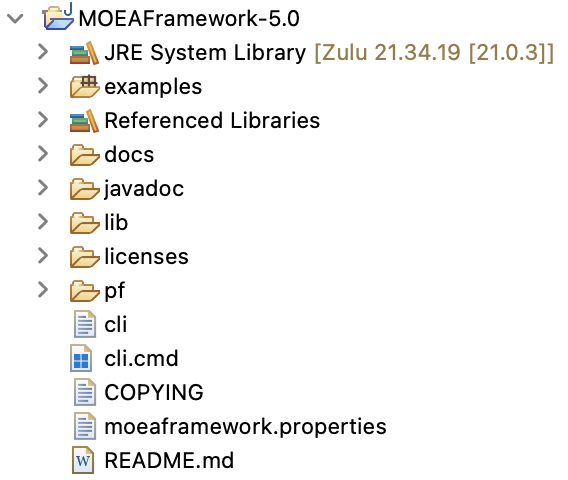 MOEAFramework-5.0
JRE System Library [Zulu 21.34.19 [21.0.3]]
examples
Referenced Libraries
docs
javadoc
lib
licenses
pf
cli
cli.cmd
COPYING
moeaframework.properties
README.md